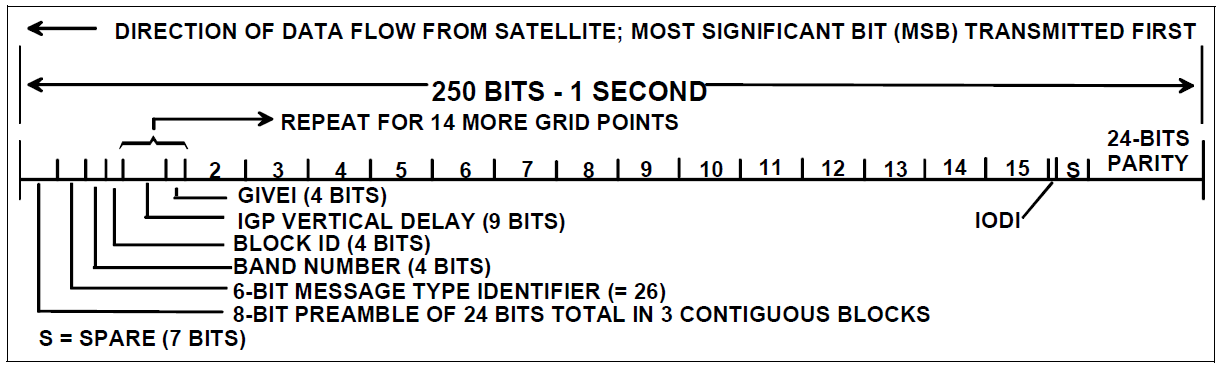 DIRECTION OF DATA FLOW FROM SATELLITE; MOST SIGNIFICANT BIT (MSB) TRANSMITTED FIRST
250 BITS - 1 SECOND
REPEAT FOR 14 MORE GRID POINTS
24-BITS
PARITY
2 3 4 5 6 7 8 9 10 11 12 13 14 15 S
GIVEI (4 BITS)
IODI
IGP VERTICAL DELAY (9 BITS)
BLOCK ID (4 BITS)
BAND NUMBER (4 BITS)
6-BIT MESSAGE TYPE IDENTIFIER (= 26)
8-BIT PREAMBLE OF 24 BITS TOTAL IN 3 CONTIGUOUS BLOCKS
S = SPARE (7 BITS)